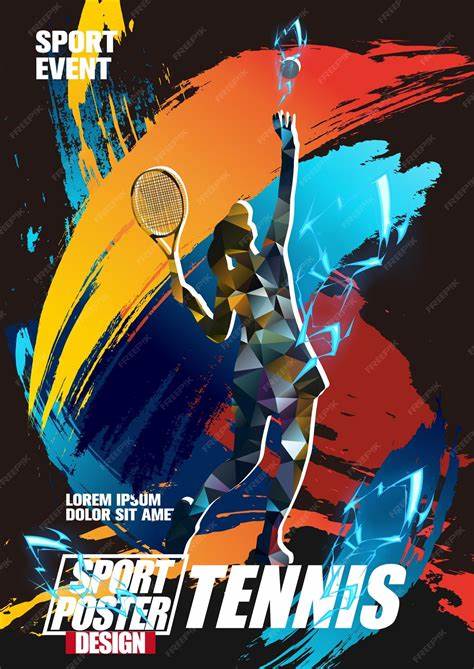 SPORT
EVENT
LOREM IPSUM
DOLOR SIT AME
SPORT
POSTER
DESIGN
TENNIS